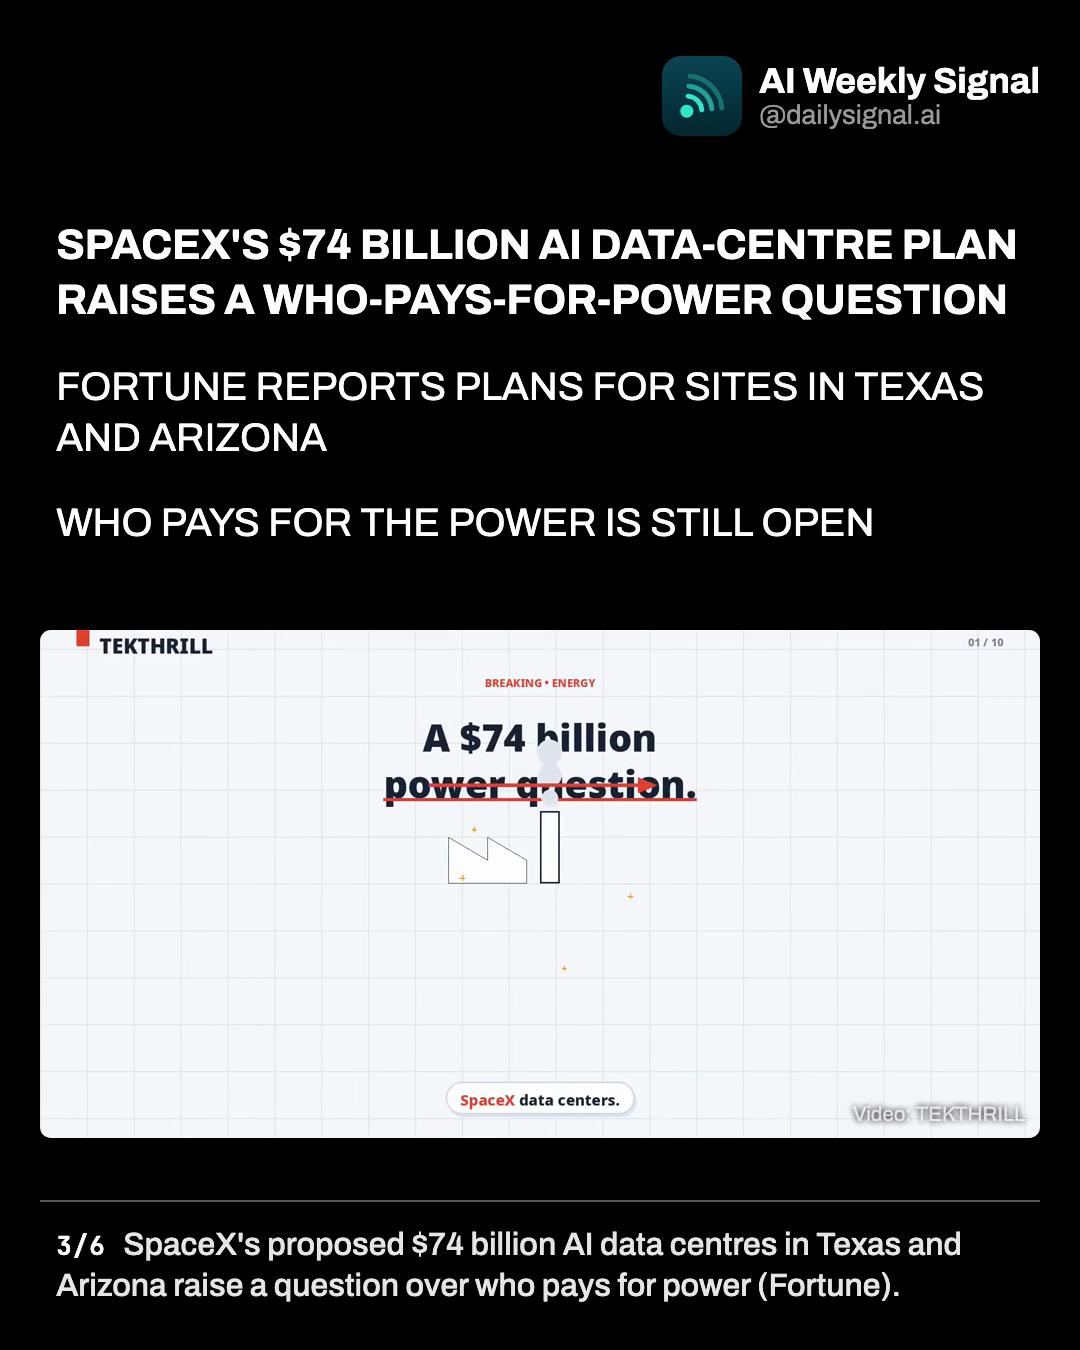 AI Weekly Signal
@dailysignal.ai
SPACEX'S $74 BILLION AI DATA-CENTRE PLAN
RAISES A WHO-PAYS-FOR-POWER QUESTION
FORTUNE REPORTS PLANS FOR SITES IN TEXAS
AND ARIZONA
WHO PAYS FOR THE POWER IS STILL OPEN
TEKTHRILL
01 / 10
BREAKING • ENERGY
A $74 billion
power question.
SpaceX data centers.
Video: TEKTHRILL
3/6 SpaceX's proposed $74 billion AI data centres in Texas and
Arizona raise a question over who pays for power (Fortune).